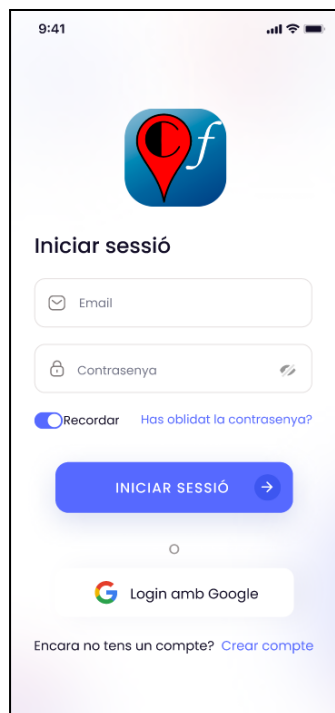 9:41
C f
Iniciar sessió
Email
Contrasenya
Recordar Has oblidat la contrasenya?
INICIAR SESSIÓ
O
G Login amb Google
Encara no tens un compte? Crear compte